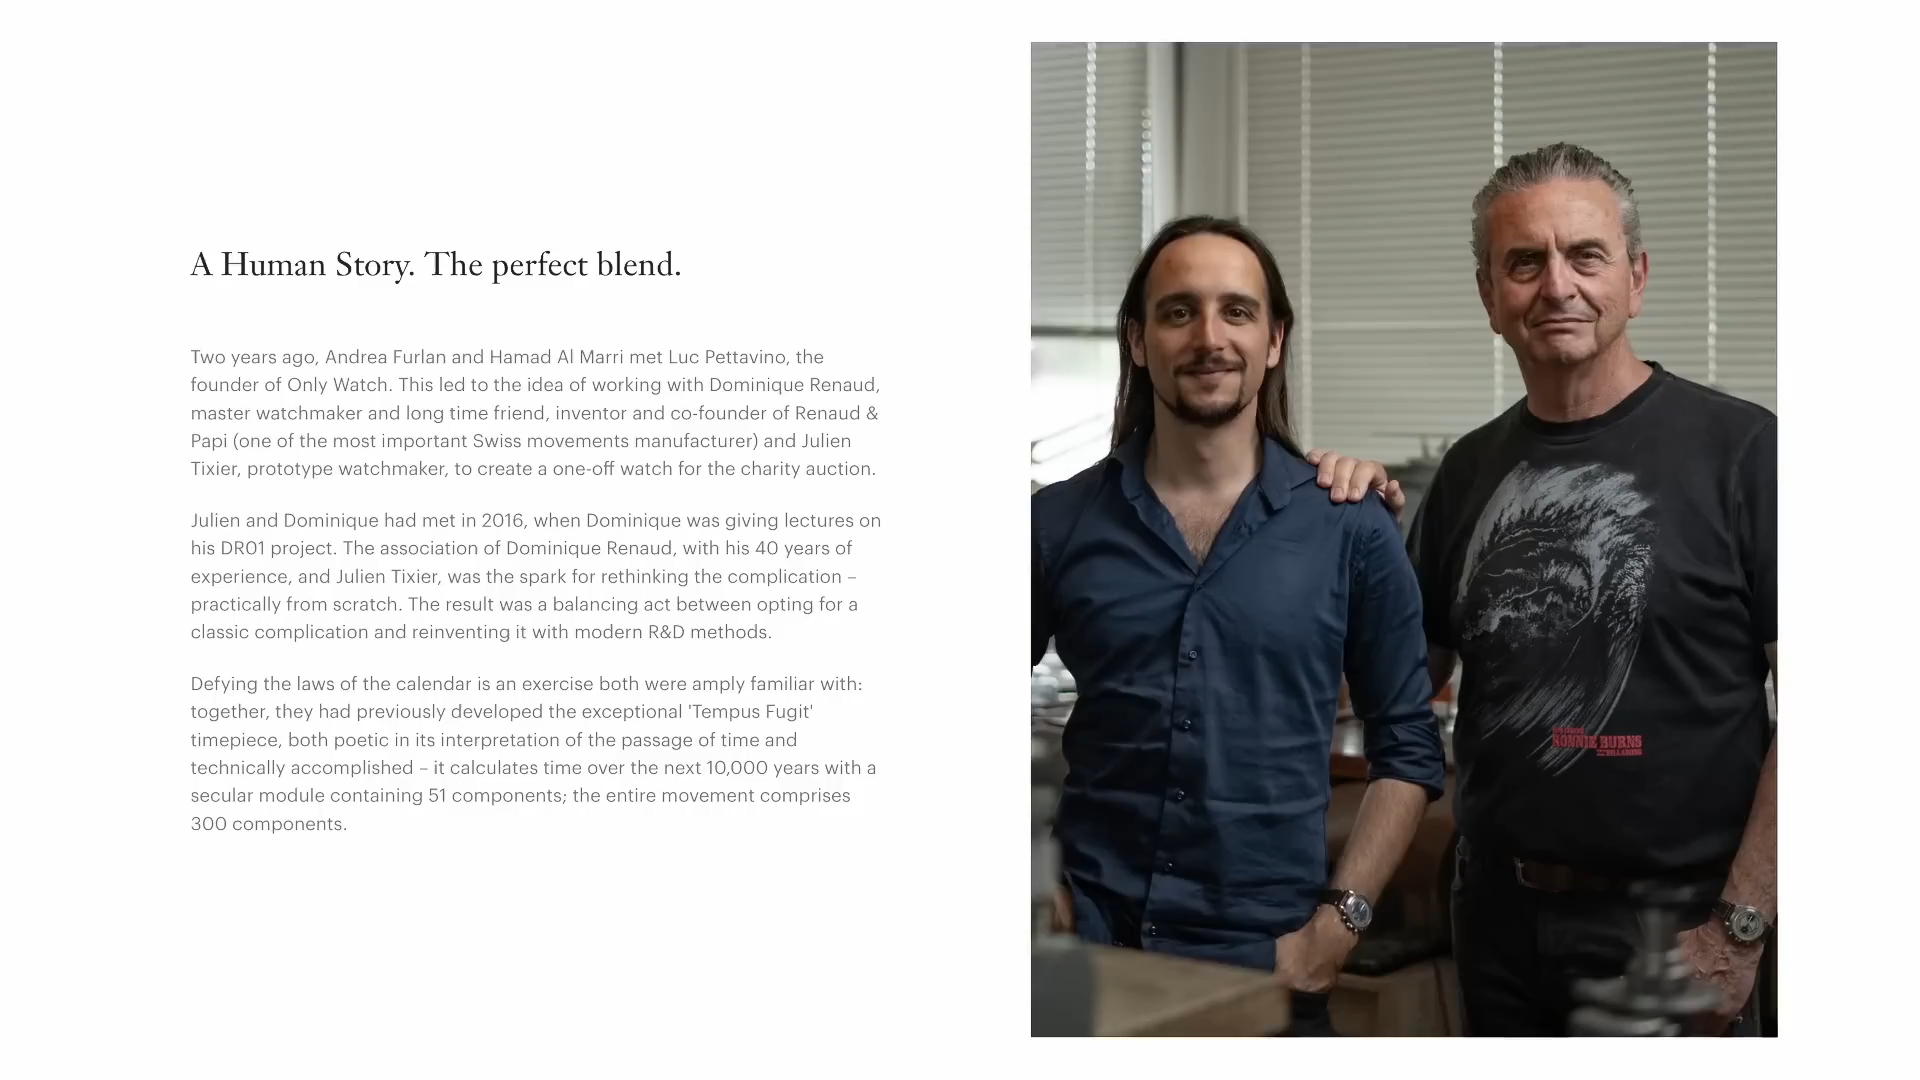 A Human Story. The perfect blend.
Two years ago, Andrea Furlan and Hamad Al Marri met Luc Pettavino, the
founder of Only Watch. This led to the idea of working with Dominique Renaud,
master watchmaker and long time friend, inventor and co-founder of Renaud &
Papi (one of the most important Swiss movements manufacturer) and Julien
Tixier, prototype watchmaker, to create a one-off watch for the charity auction.
Julien and Dominique had met in 2016, when Dominique was giving lectures on
his DR01 project. The association of Dominique Renaud, with his 40 years of
experience, and Julien Tixier, was the spark for rethinking the complication –
practically from scratch. The result was a balancing act between opting for a
classic complication and reinventing it with modern R&D methods.
Defying the laws of the calendar is an exercise both were amply familiar with:
together, they had previously developed the exceptional 'Tempus Fugit'
timepiece, both poetic in its interpretation of the passage of time and
technically accomplished – it calculates time over the next 10,000 years with a
secular module containing 51 components; the entire movement comprises
300 components.
RONNIE BURNS